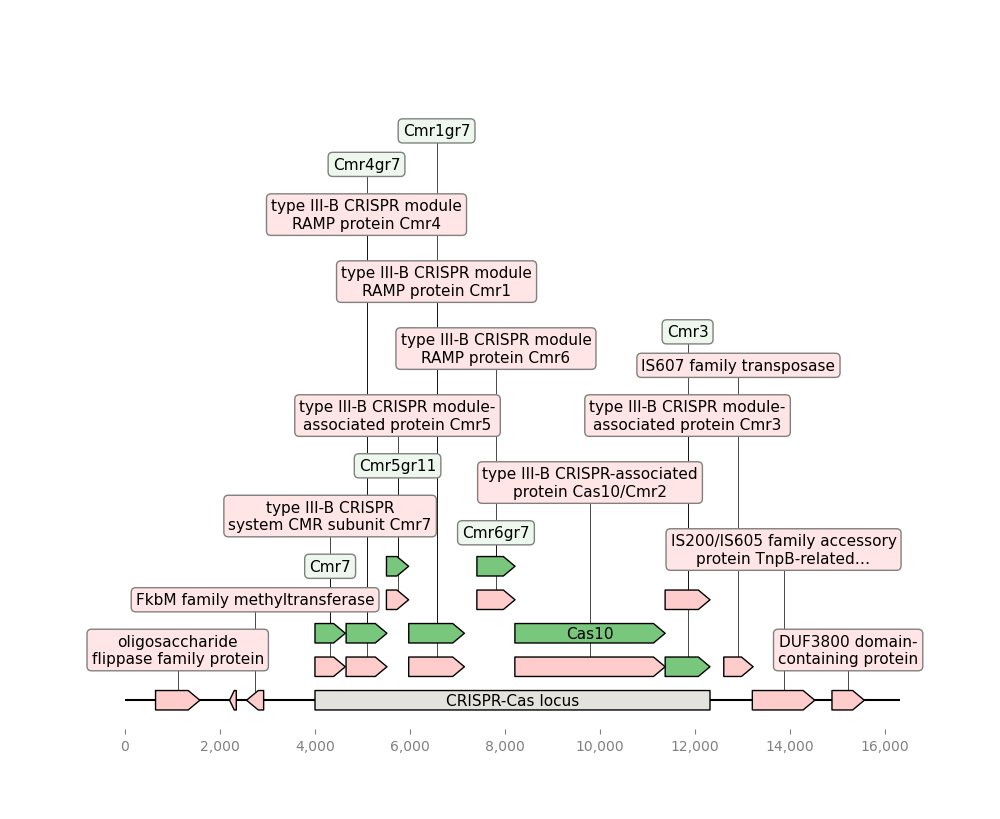 Cmr1gr7
Cmr4gr7
type III-B CRISPR module
RAMP protein Cmr4
type III-B CRISPR module
RAMP protein Cmr1
Cmr3
type III-B CRISPR module
RAMP protein Cmr6
IS607 family transposase
type III-B CRISPR module-
associated protein Cmr5
type III-B CRISPR module-
associated protein Cmr3
Cmr5gr11
type III-B CRISPR-associated
protein Cas10/Cmr2
type III-B CRISPR
system CMR subunit Cmr7
Cmr6gr7
IS200/IS605 family accessory
protein TnpB-related...
Cmr7
FkbM family methyltransferase
Cas10
oligosaccharide
flippase family protein
DUF3800 domain-
containing protein
CRISPR-Cas locus
0 2,000 4,000 6,000 8,000 10,000 12,000 14,000 16,000